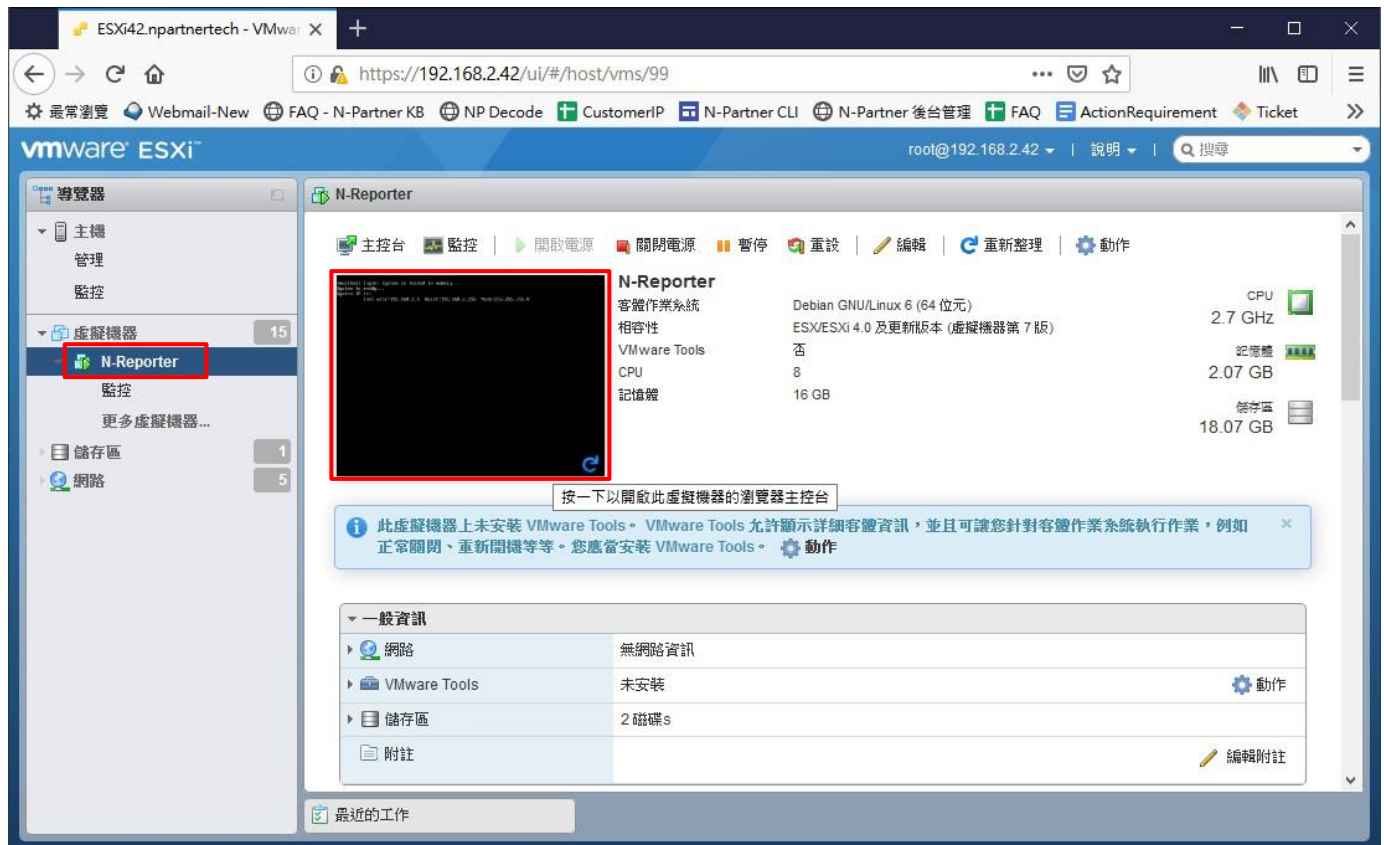 ESXi42.npartnertech - VMwar
https://192.168.2.42/ui/#/host/vms/99
最常瀏覽 Webmail-New FAQ - N-Partner KB NP Decode CustomerIP N-Partner CLI N-Partner 後台管理 FAQ ActionRequirement Ticket
vmware ESXi™ root@192.168.2.42 | 說明 | 搜尋
導覽器
N-Reporter
主機
管理
監控
虛擬機器 15
N-Reporter
監控
更多虛擬機器...
儲存區 1
網路 5
主控台 監控 | 開啟電源 關閉電源 暫停 重設 | 編輯 | 重新整理 | 動作
N-Reporter
客體作業系統 Debian GNU/Linux 6 (64 位元)
相容性 ESX/ESXi 4.0 及更新版本 (虛擬機器第 7 版)
VMware Tools 否
CPU 8
記憶體 16 GB
CPU
2.7 GHz
記憶體
2.07 GB
儲存區
18.07 GB
按一下以開啟此虛擬機器的瀏覽器主控台
此虛擬機器上未安裝 VMware Tools。VMware Tools 允許顯示詳細客體資訊，並且可讓您針對客體作業系統執行作業，例如
正常關閉、重新開機等等。您應當安裝 VMware Tools。 動作
一般資訊
網路 無網路資訊
VMware Tools 未安裝 動作
儲存區 2 磁碟s
附註 編輯附註
最近的工作